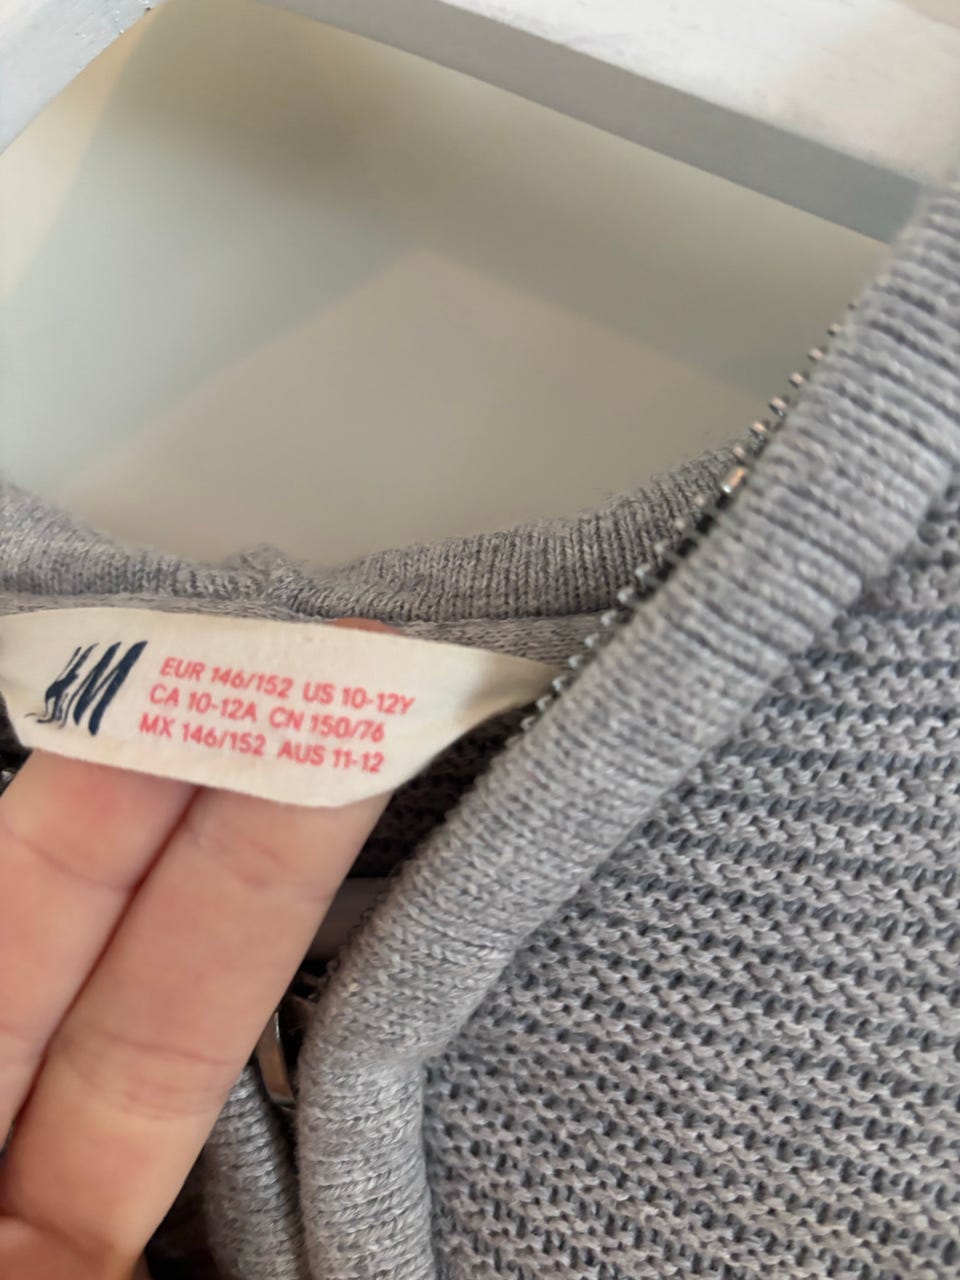 H&M
EUR 146/152 US 10-12Y
CA 10-12A CN 150/76
MX 146/152 AUS 11-12